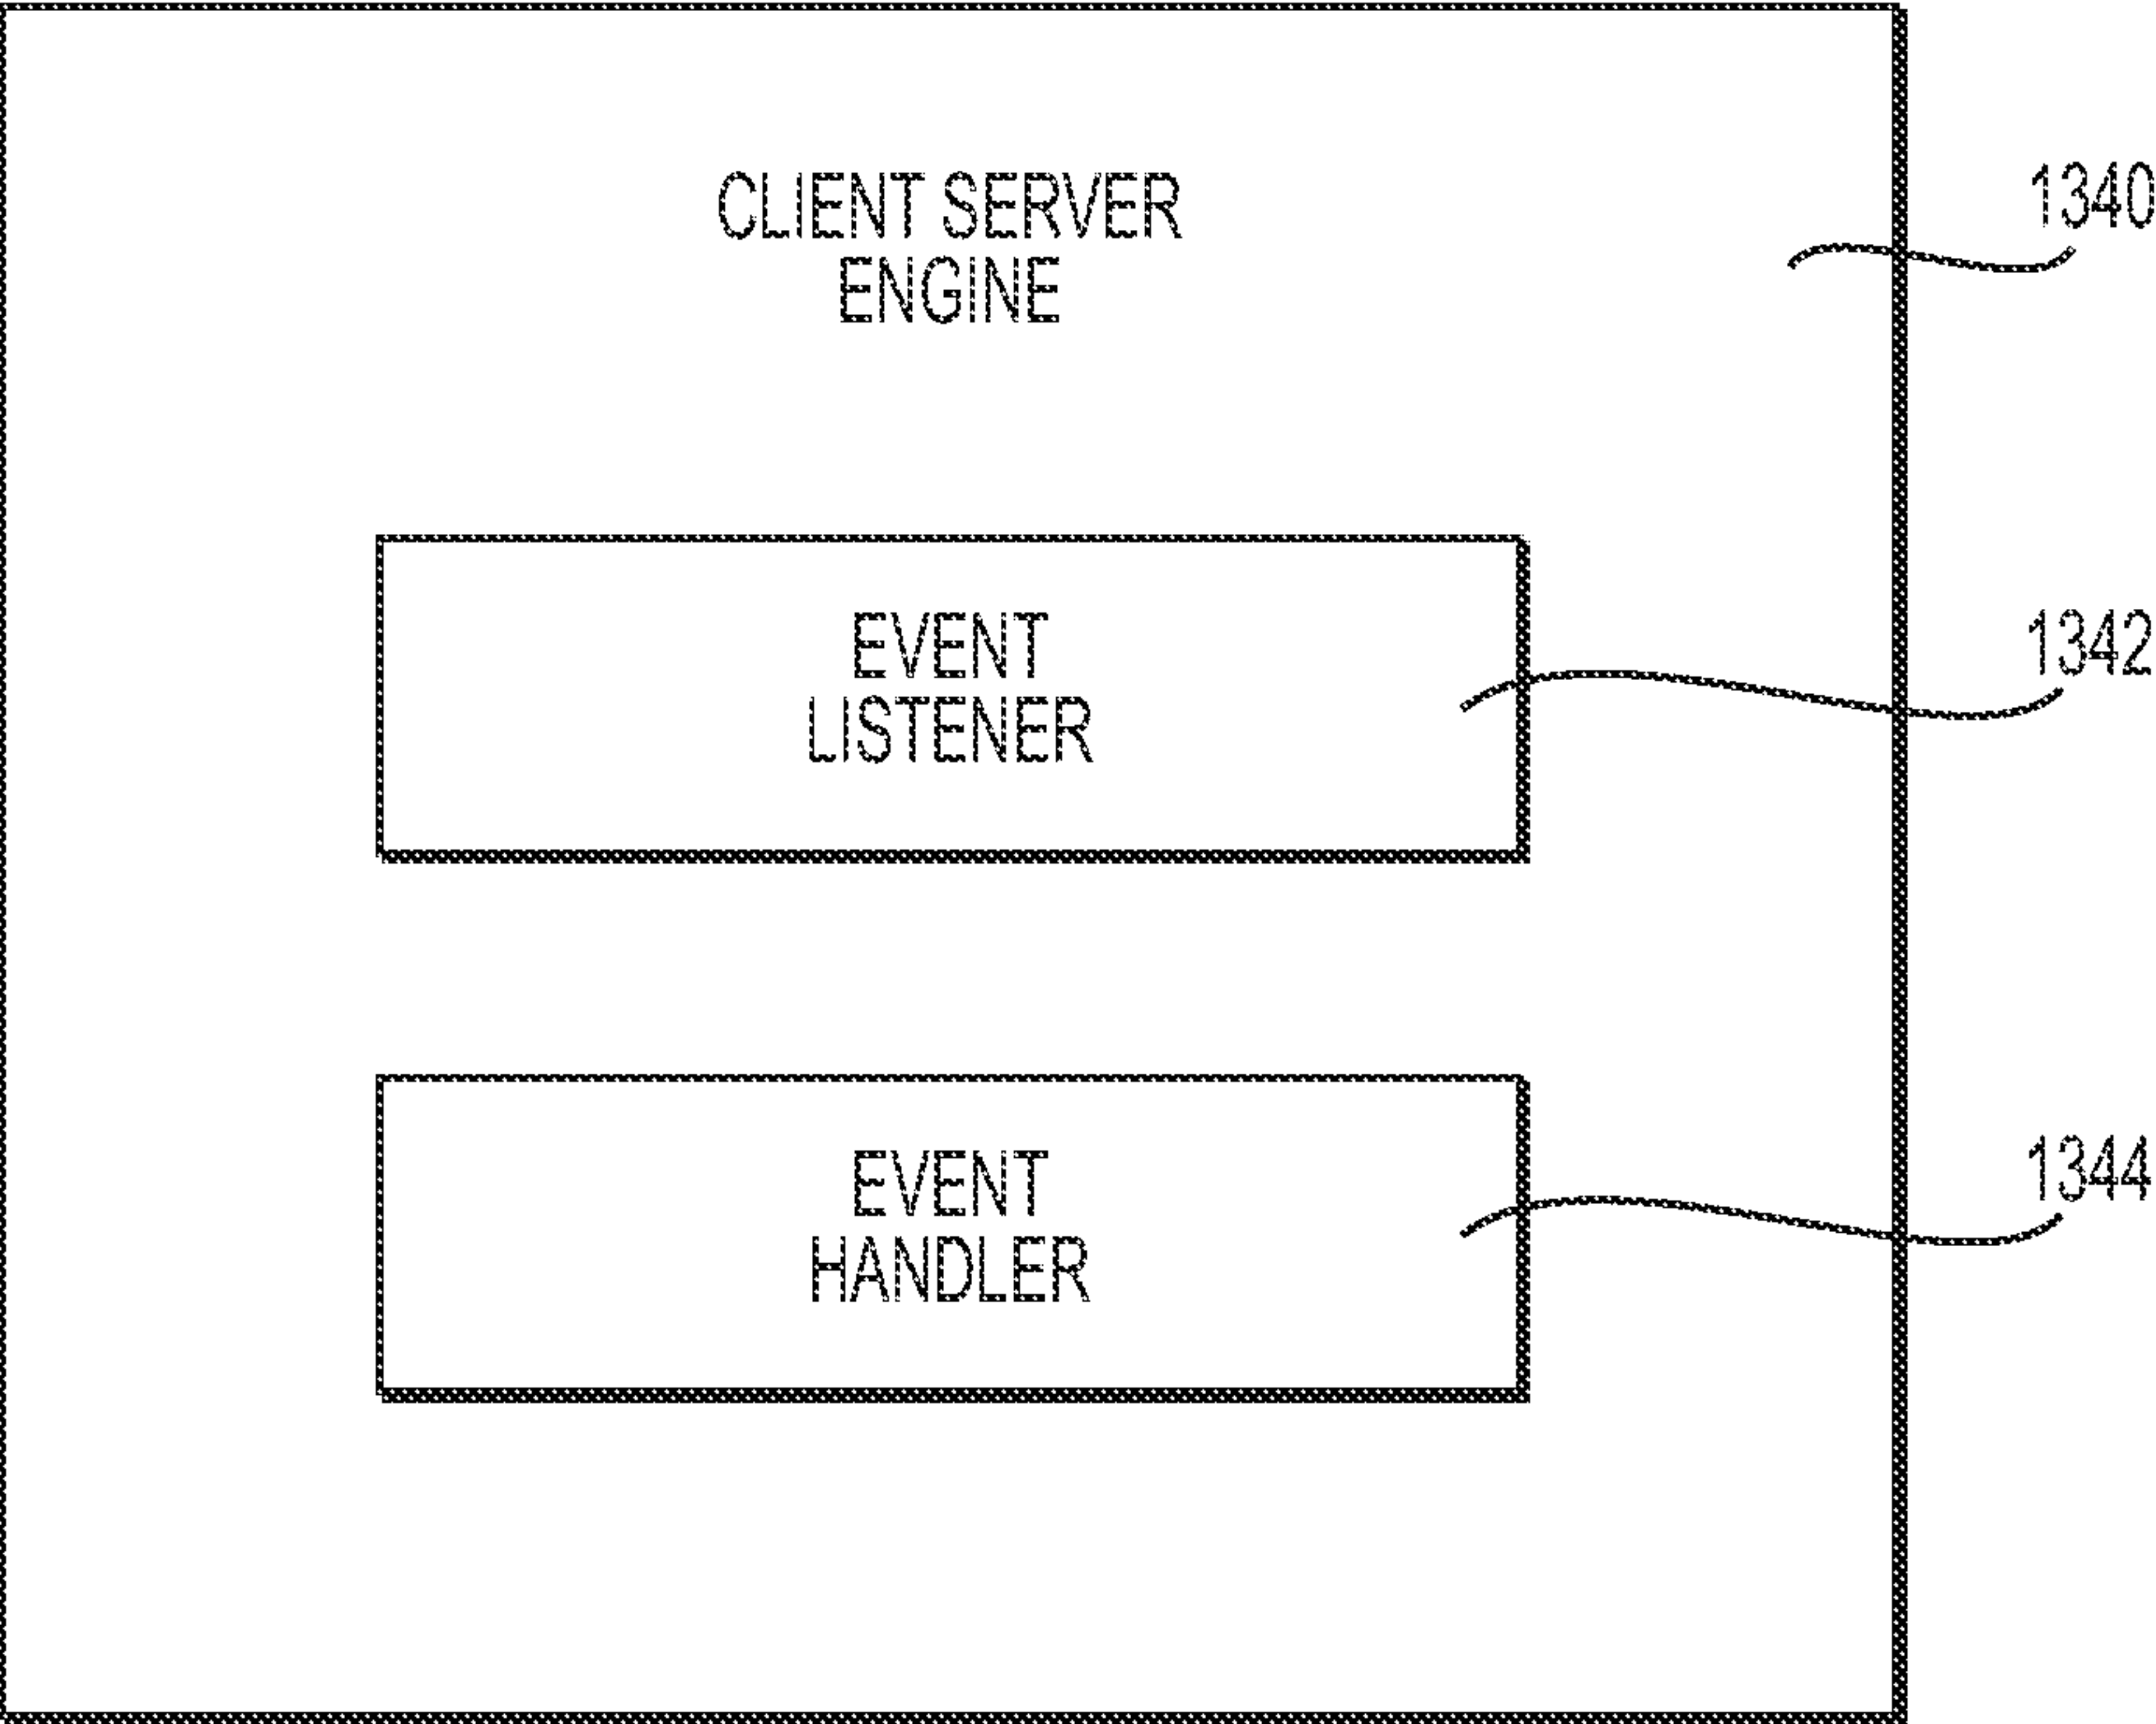 CLIENT SERVER
ENGINE
1340
EVENT
LISTENER
1342
EVENT
HANDLER
1344